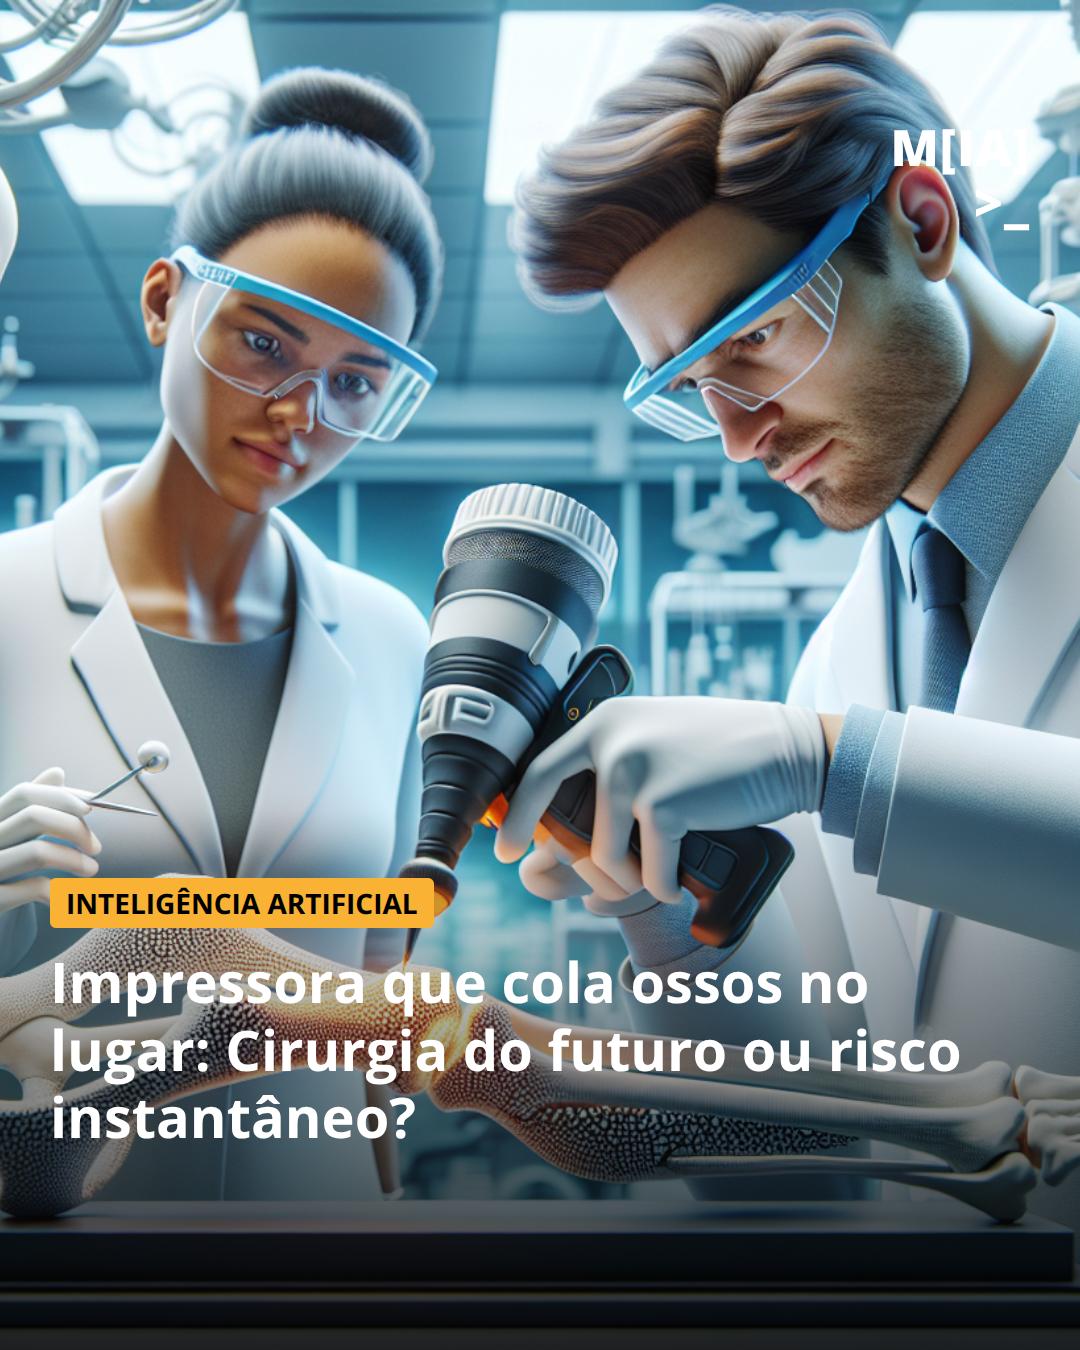 M[IA]
>_
INTELIGÊNCIA ARTIFICIAL
Impressora que cola ossos no
lugar: Cirurgia do futuro ou risco
instantâneo?